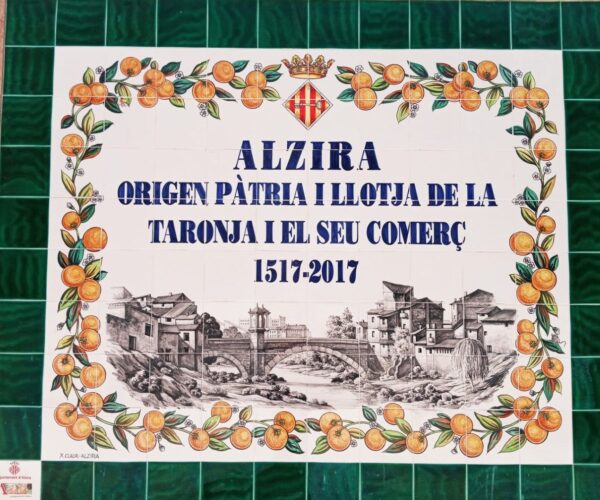 ALZIRA
ORIGEN PÀTRIA I LLOTJA DE LA
TARONJA I EL SEU COMERÇ
1517-2017